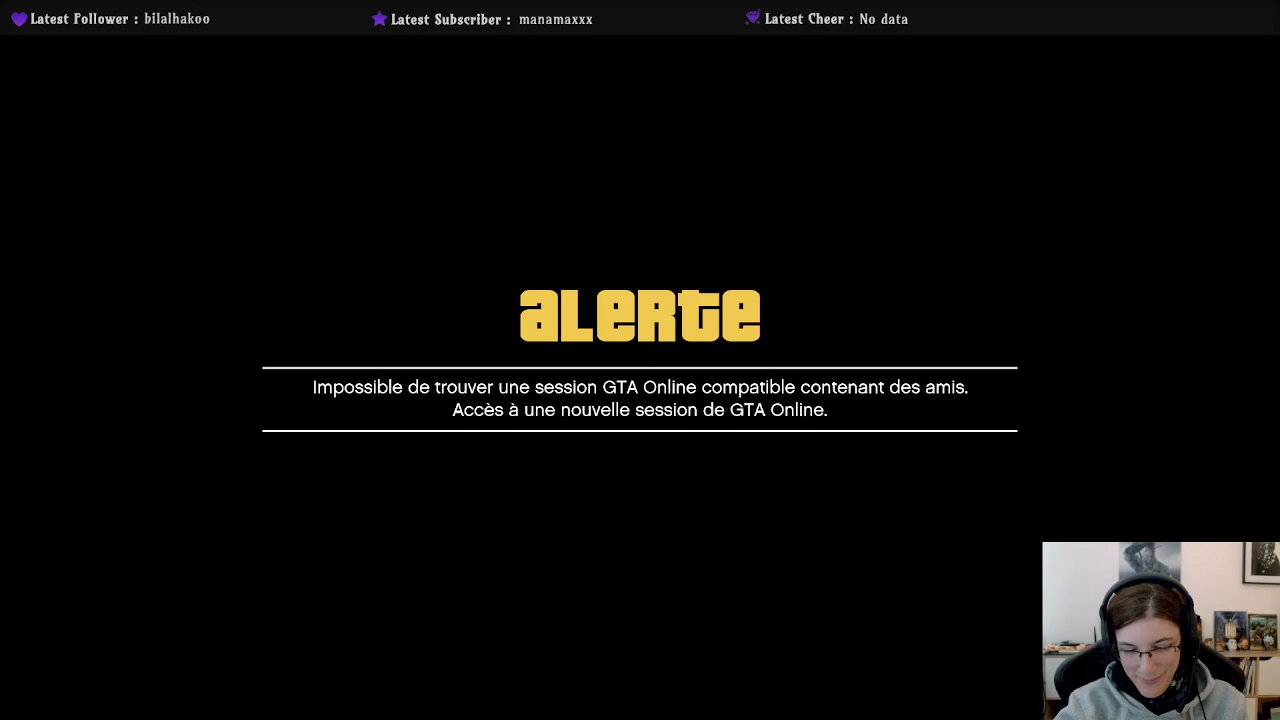 Latest Follower : bilalhakoo
Latest Subscriber : manamaxxx
Latest Cheer : No data
alerte
Impossible de trouver une session GTA Online compatible contenant des amis.
Accès à une nouvelle session de GTA Online.